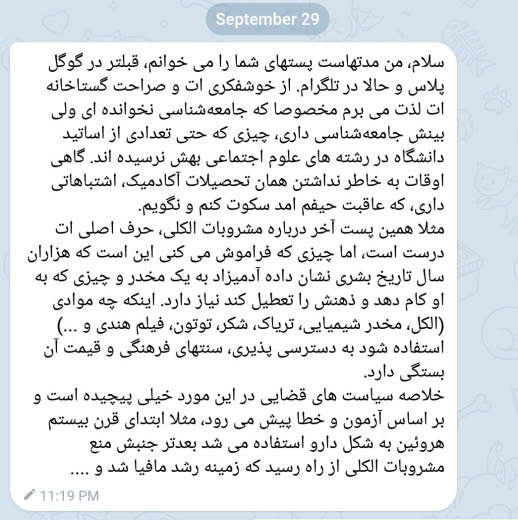 September 29
سلام، من مدتهاست پستهای شما را می خوانم، قبلتر در گوگل
پلاس و حالا در تلگرام. از خوشفکری ات و صراحت گستاخانه
ات لذت می برم مخصوصا که جامعه‌شناسی نخوانده ای ولی
بینش جامعه‌شناسی داری، چیزی که حتی تعدادی از اساتید
دانشگاه در رشته های علوم اجتماعی بهش نرسیده اند. گاهی
اوقات به خاطر نداشتن همان تحصیلات آکادمیک، اشتباهاتی
داری، که عاقبت حیفم امد سکوت کنم و نگویم.
مثلا همین پست آخر درباره مشروبات الکلی، حرف اصلی ات
درست است، اما چیزی که فراموش می کنی این است که هزاران
سال تاریخ بشری نشان داده آدمیزاد به یک مخدر و چیزی که به
او کام دهد و ذهنش را تعطیل کند نیاز دارد. اینکه چه موادی
(الکل، مخدر شیمیایی، تریاک، شکر، توتون، فیلم هندی و ...)
استفاده شود به دسترسی پذیری، سنتهای فرهنگی و قیمت آن
بستگی دارد.
خلاصه سیاست های قضایی در این مورد خیلی پیچیده است و
بر اساس آزمون و خطا پیش می رود، مثلا ابتدای قرن بیستم
هروئین به شکل دارو استفاده می شد بعدتر جنبش منع
مشروبات الکلی از راه رسید که زمینه رشد مافیا شد و ....
11:19 PM